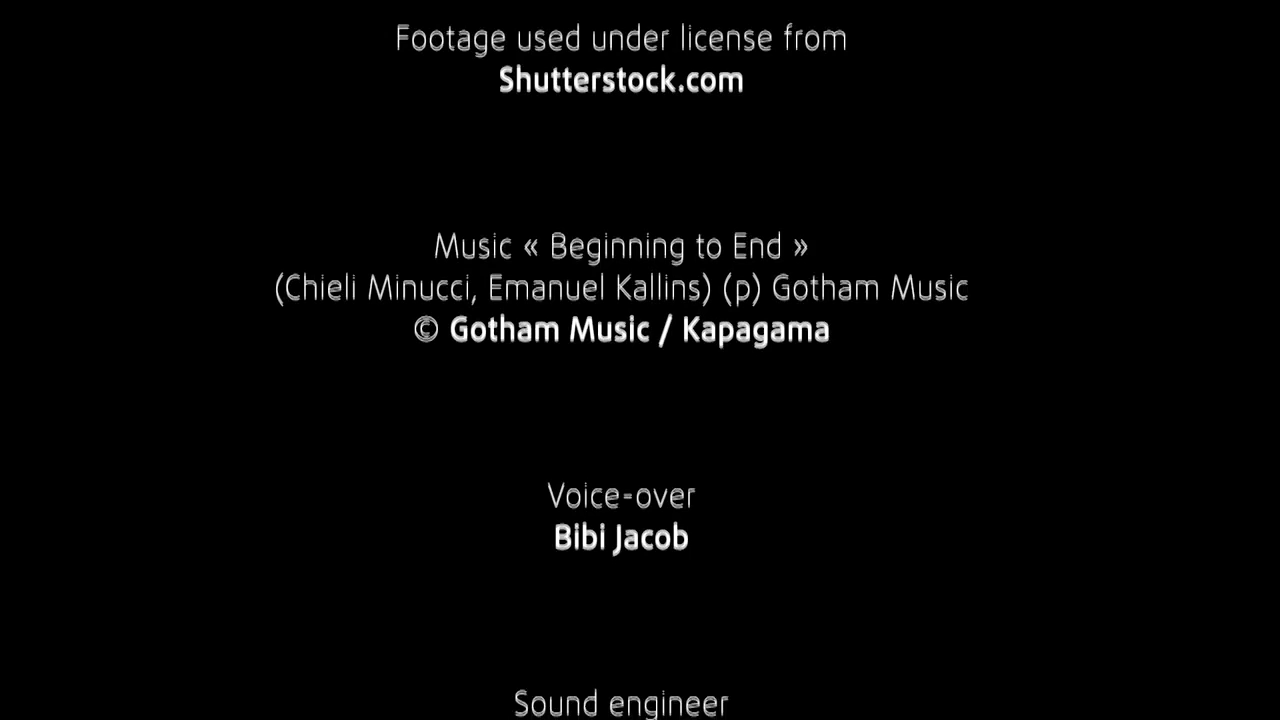 Footage used under license from
Shutterstock.com
Music « Beginning to End »
(Chieli Minucci, Emanuel Kallins) (p) Gotham Music
© Gotham Music / Kapagama
Voice-over
Bibi Jacob
Sound engineer